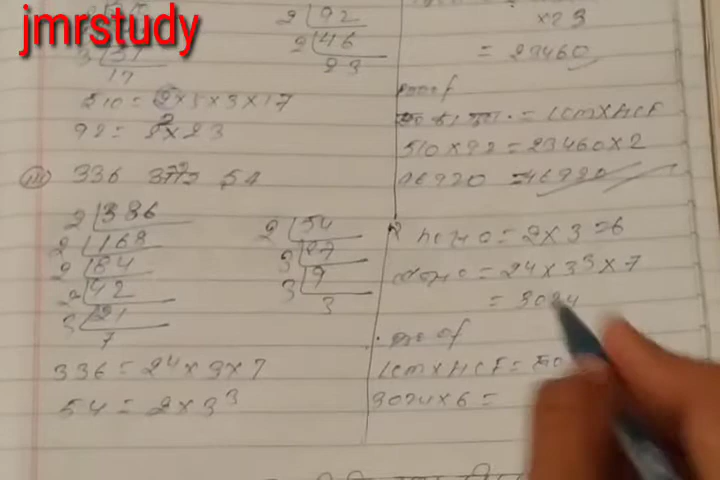 jmrstudy
2 92
2 46
23
17
510 = 2×5×3×17
92 = 2²×23
×23
= 23460
proof
= LCM×HCF
510×92 = 23460×2
46920 = 46920
(iii) 336 54
2 336
2 168
2 84
2 42
3 21
7
336 = 2⁴×3×7
54 = 2×3³
2 54
3 27
3 9
3
म०स० = 2×3=6
ल०स० = 2⁴×3³×7
= 3024
proof
LCM×HCF =
3024×6 =